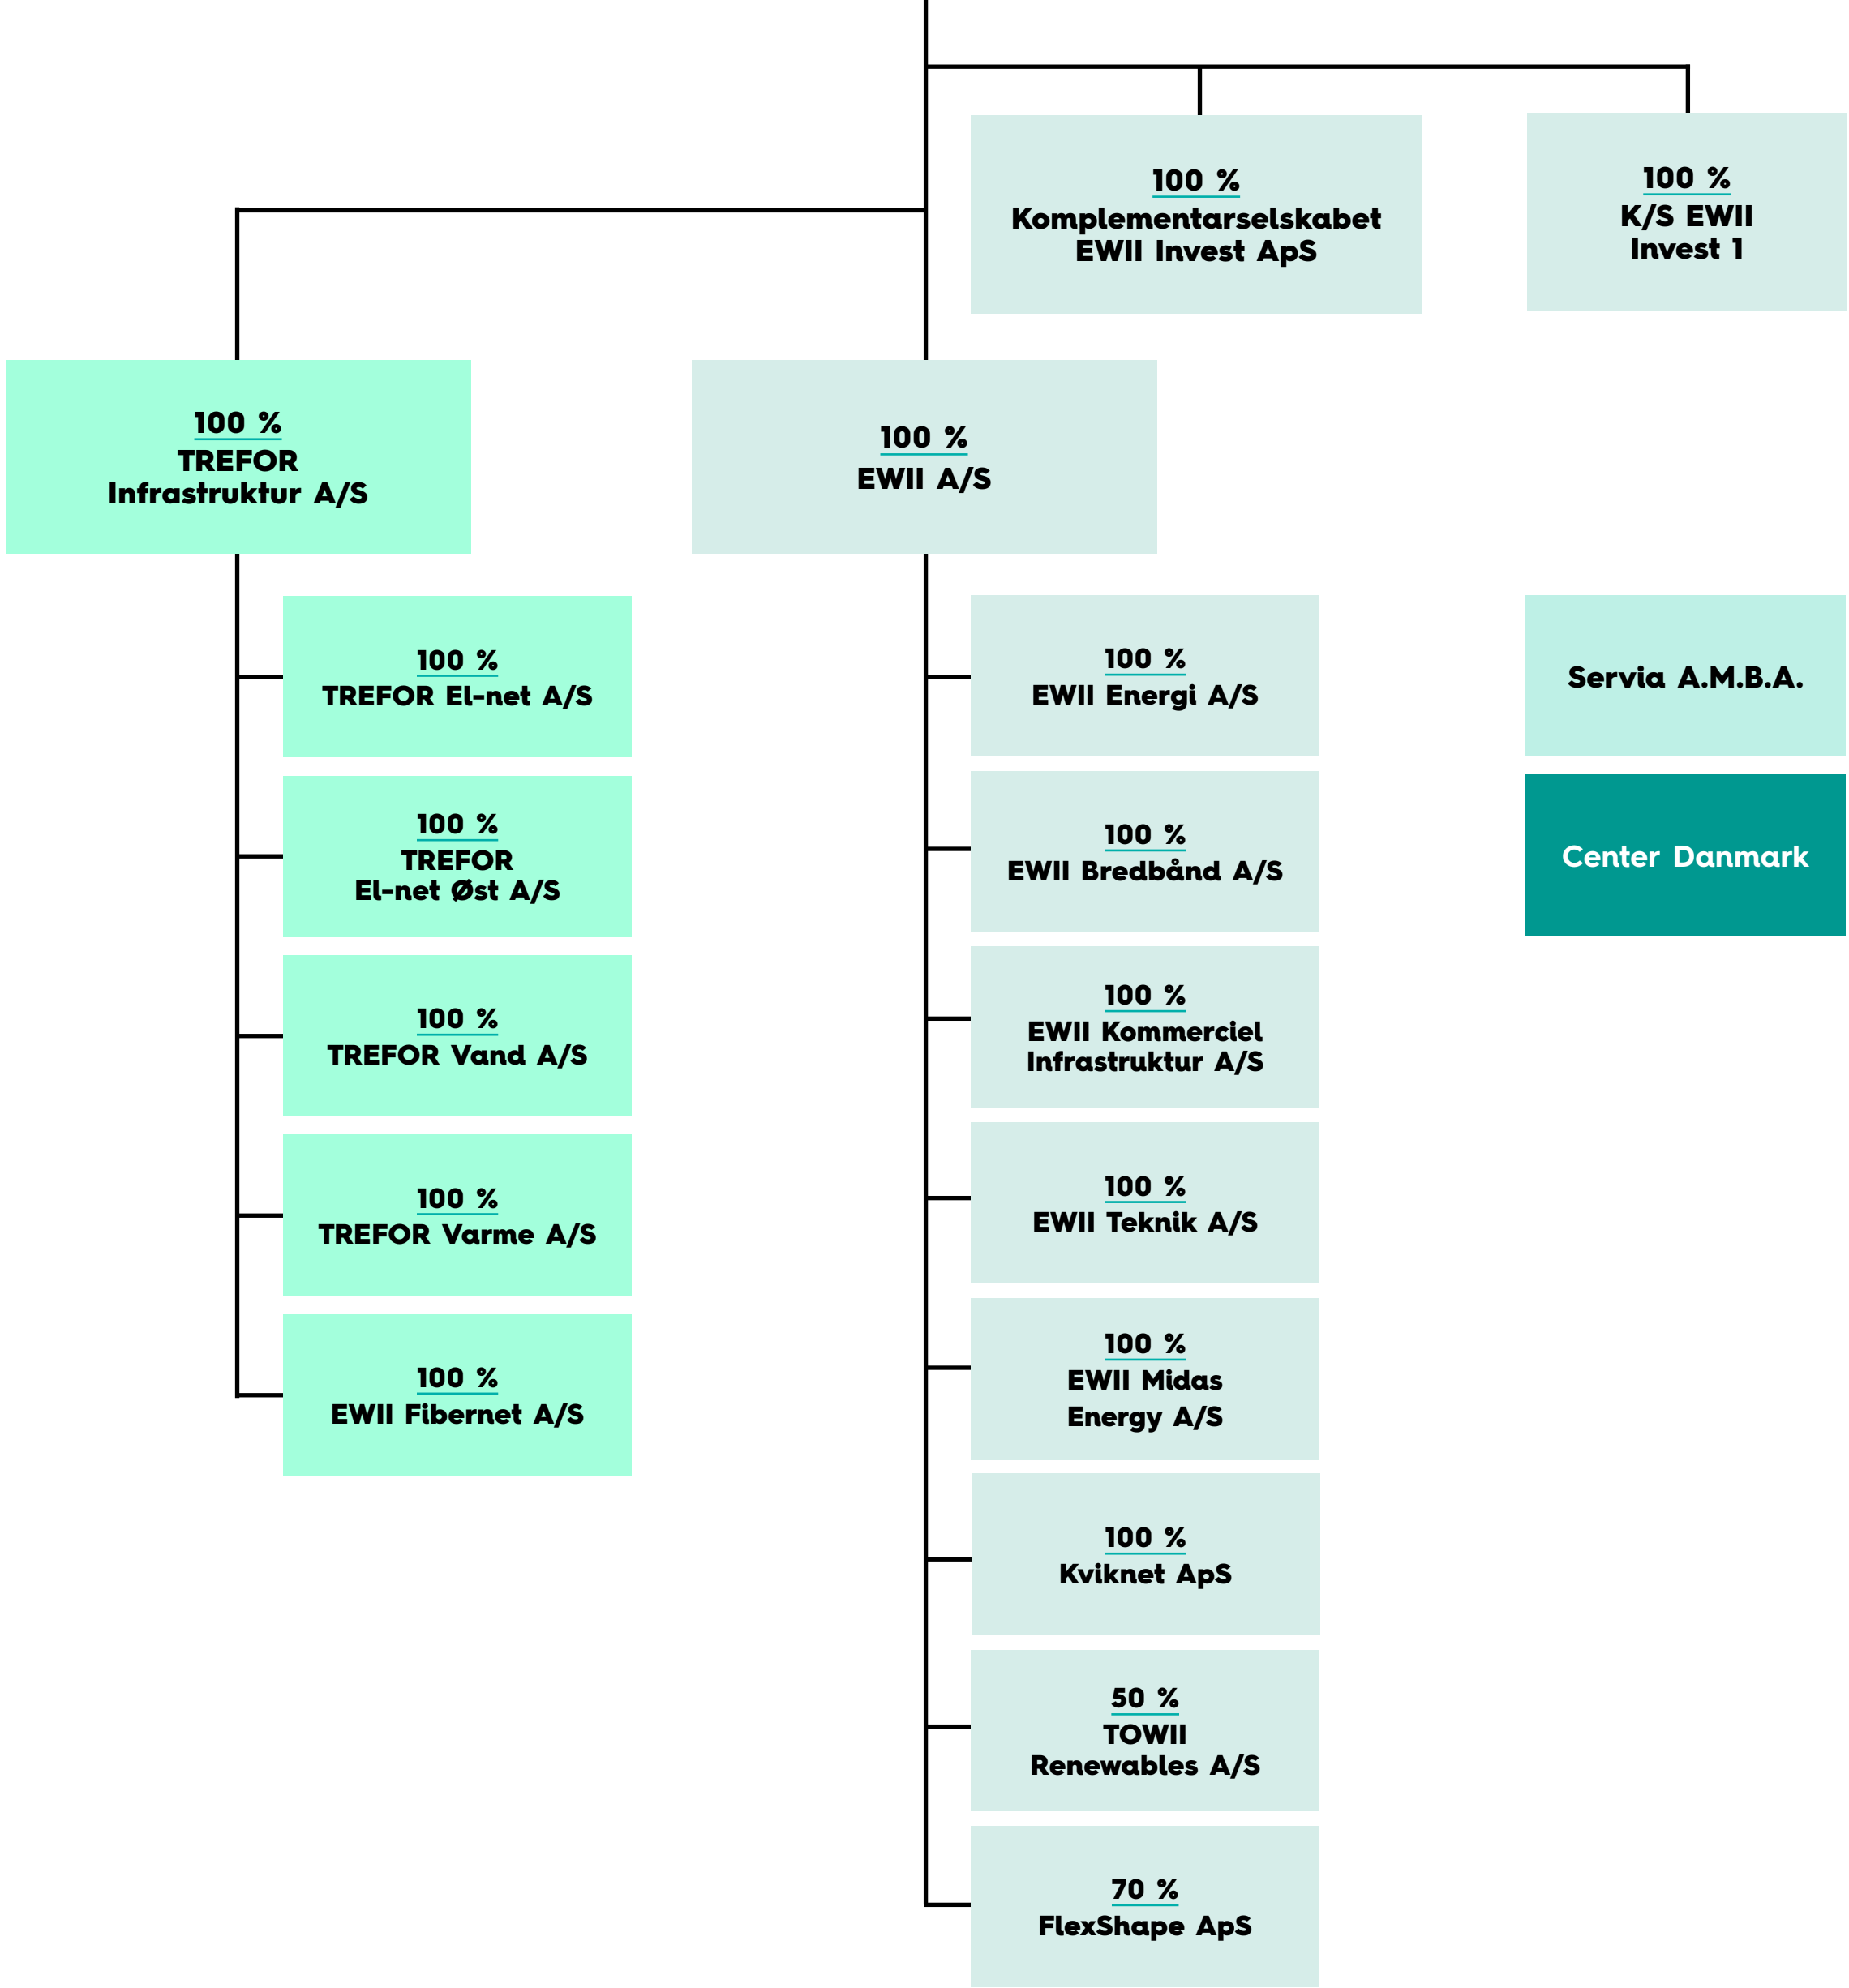 100 %
Komplementarselskabet
EWII Invest ApS
100 %
K/S EWII
Invest 1
100 %
TREFOR
Infrastruktur A/S
100 %
EWII A/S
100 %
TREFOR El-net A/S
100 %
TREFOR
El-net Øst A/S
100 %
TREFOR Vand A/S
100 %
TREFOR Varme A/S
100 %
EWII Fibernet A/S
100 %
EWII Energi A/S
100 %
EWII Bredbånd A/S
100 %
EWII Kommerciel
Infrastruktur A/S
100 %
EWII Teknik A/S
100 %
EWII Midas
Energy A/S
100 %
Kviknet ApS
50 %
TOWII
Renewables A/S
70 %
FlexShape ApS
Servia A.M.B.A.
Center Danmark